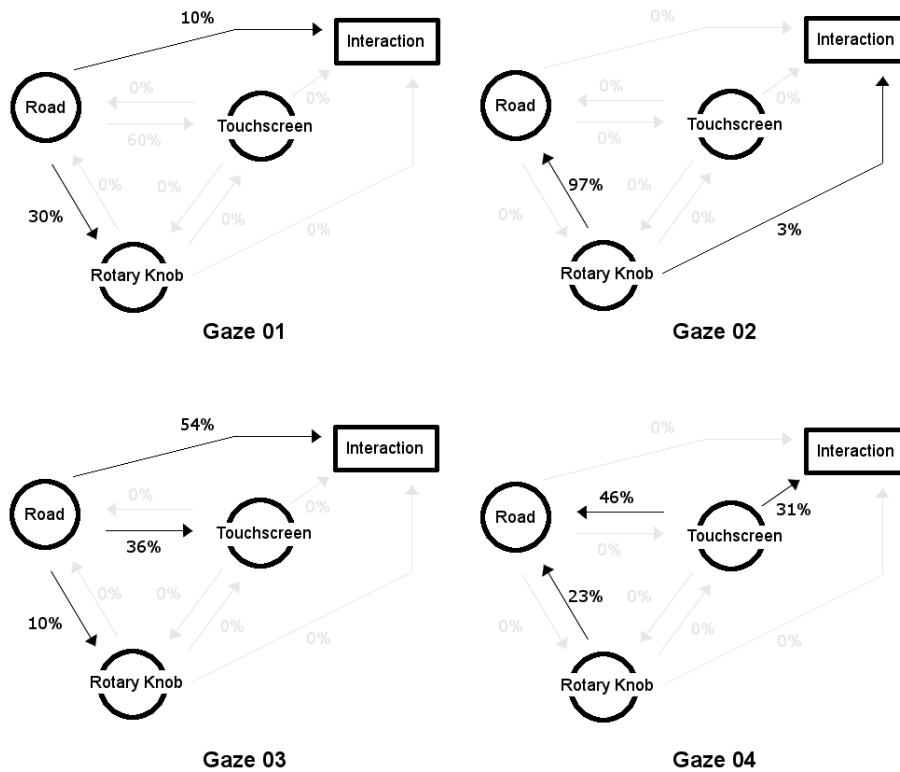 10%
Interaction
0%
Road
0%
Touchscreen
60%
0%
0%
0%
30%
0%
0%
Rotary Knob
Gaze 01
0%
Interaction
0%
Road
0%
Touchscreen
0%
97%
0%
0%
0%
3%
Rotary Knob
Gaze 02
54%
Interaction
0%
Road
0%
Touchscreen
36%
0%
0%
10%
0%
0%
Rotary Knob
Gaze 03
0%
Interaction
46%
31%
Road
Touchscreen
0%
23%
0%
0%
0%
0%
Rotary Knob
Gaze 04